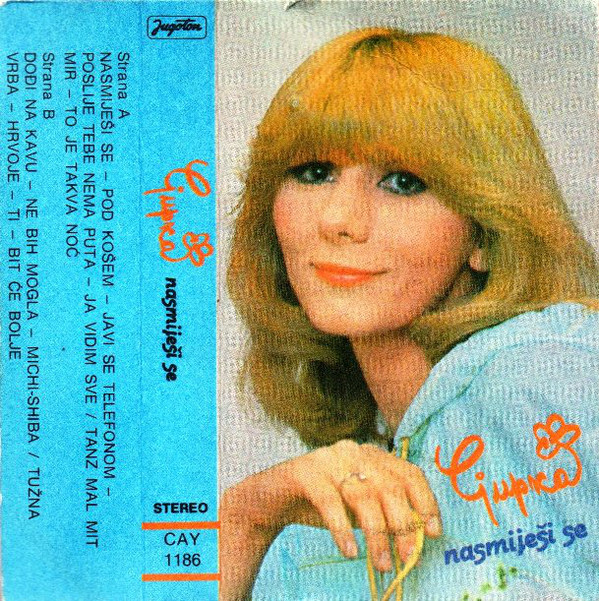 Strana A
NASMIJEŠI SE – POD KOŠEM – JAVI SE TELEFONOM –
POSLIJE TEBE NEMA PUTA – JA VIDIM SVE / TANZ MAL MIT
MIR – TO JE TAKVA NOĆ
Strana B
DOĐI NA KAVU – NE BIH MOGLA – MICHI-SHIBA / TUŽNA
VRBA – HRVOJE – TI – BIT ĆE BOLJE
Jugoton
Ljupka
nasmiješi se
STEREO
CAY
1186
Ljupka
nasmiješi se